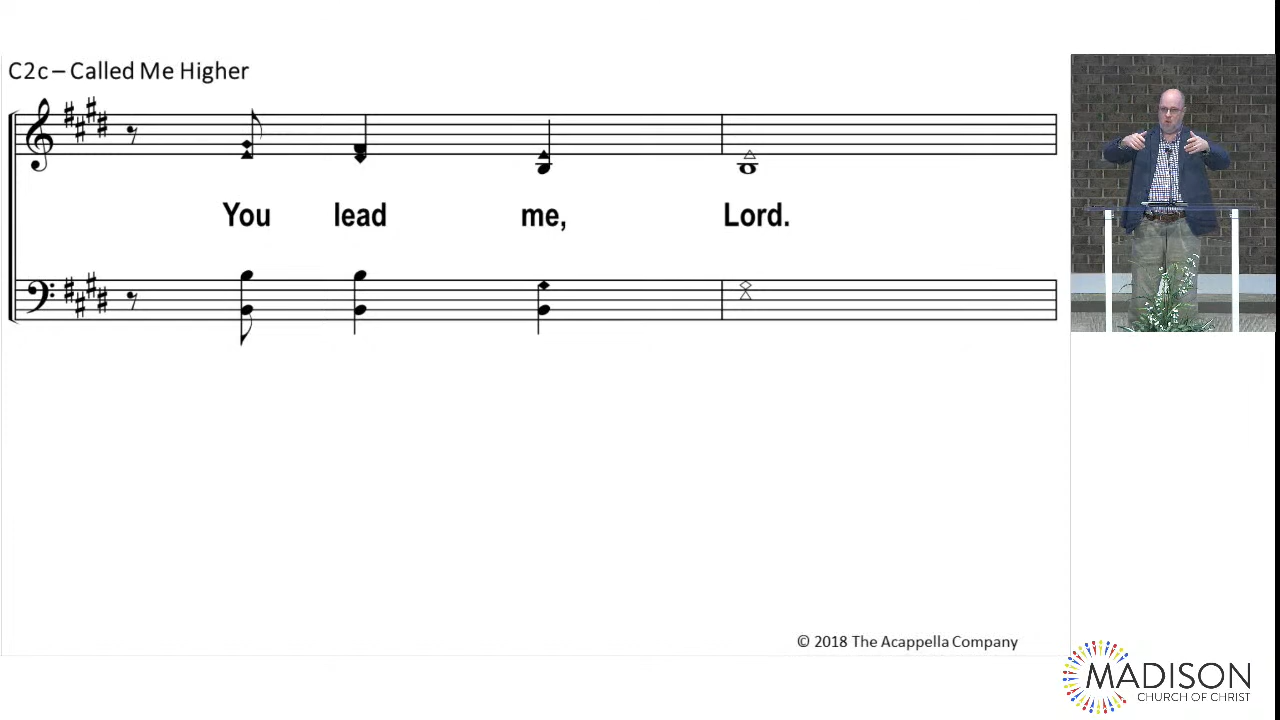 C2c – Called Me Higher
You lead me, Lord.
© 2018 The Acappella Company
MADISON
CHURCH OF CHRIST